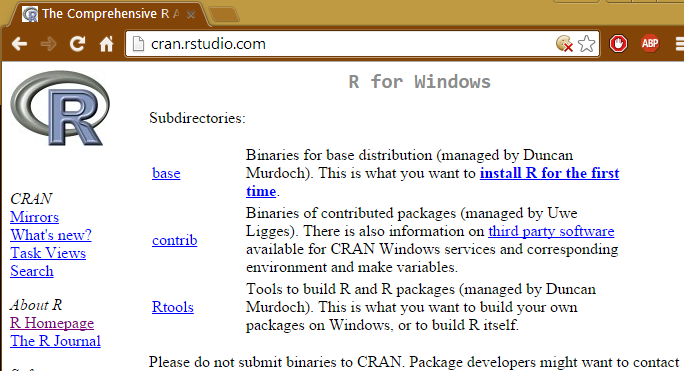 The Comprehensive R A
cran.rstudio.com
ABP
R
R for Windows
Subdirectories:
base
Binaries for base distribution (managed by Duncan
Murdoch). This is what you want to install R for the first
time.
contrib
Binaries of contributed packages (managed by Uwe
Ligges). There is also information on third party software
available for CRAN Windows services and corresponding
environment and make variables.
Rtools
Tools to build R and R packages (managed by Duncan
Murdoch). This is what you want to build your own
packages on Windows, or to build R itself.
Please do not submit binaries to CRAN. Package developers might want to contact
CRAN
Mirrors
What's new?
Task Views
Search
About R
R Homepage
The R Journal